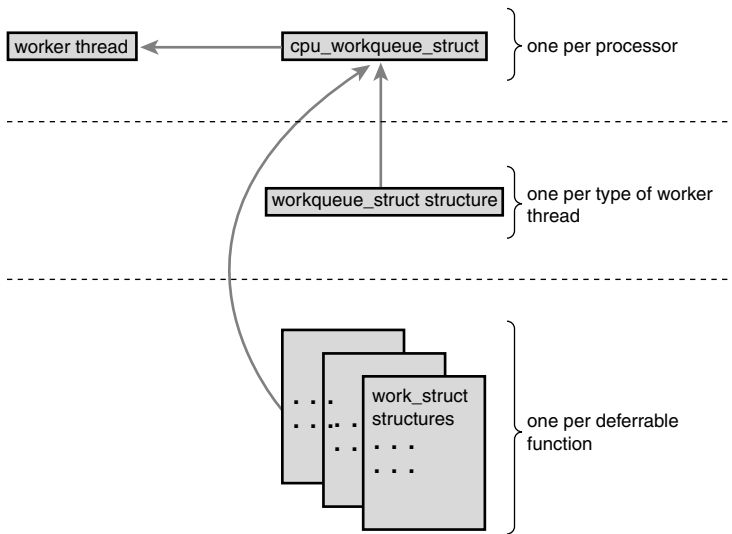 worker thread
cpu_workqueue_struct
one per processor
workqueue_struct structure
one per type of worker
thread
work_struct
structures
. . .
. . .
. . .
. . .
. .
. .
one per deferrable
function